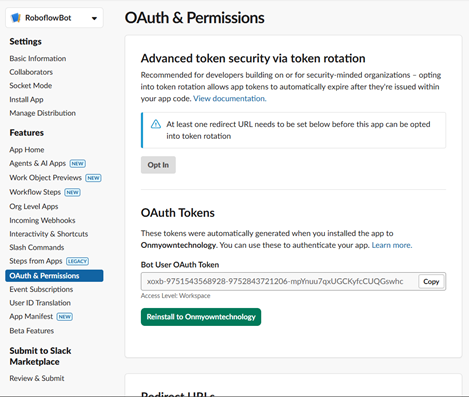 RoboflowBot
OAuth & Permissions
Settings
Basic Information
Collaborators
Socket Mode
Install App
Manage Distribution
Features
App Home
Agents & AI Apps NEW
Work Object Previews NEW
Workflow Steps NEW
Org Level Apps
Incoming Webhooks
Interactivity & Shortcuts
Slash Commands
Steps from Apps LEGACY
OAuth & Permissions
Event Subscriptions
User ID Translation
App Manifest NEW
Beta Features
Submit to Slack
Marketplace
Review & Submit
Advanced token security via token rotation
Recommended for developers building on or for security-minded organizations – opting
into token rotation allows app tokens to automatically expire after they're issued within
your app code. View documentation.
At least one redirect URL needs to be set below before this app can be opted
into token rotation
Opt In
OAuth Tokens
These tokens were automatically generated when you installed the app to
Onmyowntechnology. You can use these to authenticate your app. Learn more.
Bot User OAuth Token
xoxb-9751543568928-9752843721206-mpYnuu7qxUGCKyfcCUQGswhc Copy
Access Level: Workspace
Reinstall to Onmyowntechnology
Redirect URLs